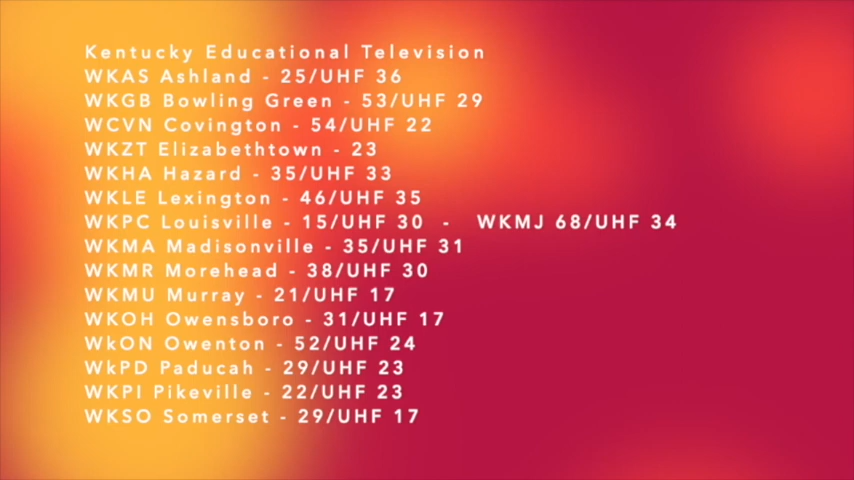 Kentucky Educational Television
WKAS Ashland - 25/UHF 36
WKGB Bowling Green - 53/UHF 29
WCVN Covington - 54/UHF 22
WKZT Elizabethtown - 23
WKHA Hazard - 35/UHF 33
WKLE Lexington - 46/UHF 35
WKPC Louisville - 15/UHF 30 - WKMJ 68/UHF 34
WKMA Madisonville - 35/UHF 31
WKMR Morehead - 38/UHF 30
WKMU Murray - 21/UHF 17
WKOH Owensboro - 31/UHF 17
WkON Owenton - 52/UHF 24
WkPD Paducah - 29/UHF 23
WKPI Pikeville - 22/UHF 23
WKSO Somerset - 29/UHF 17